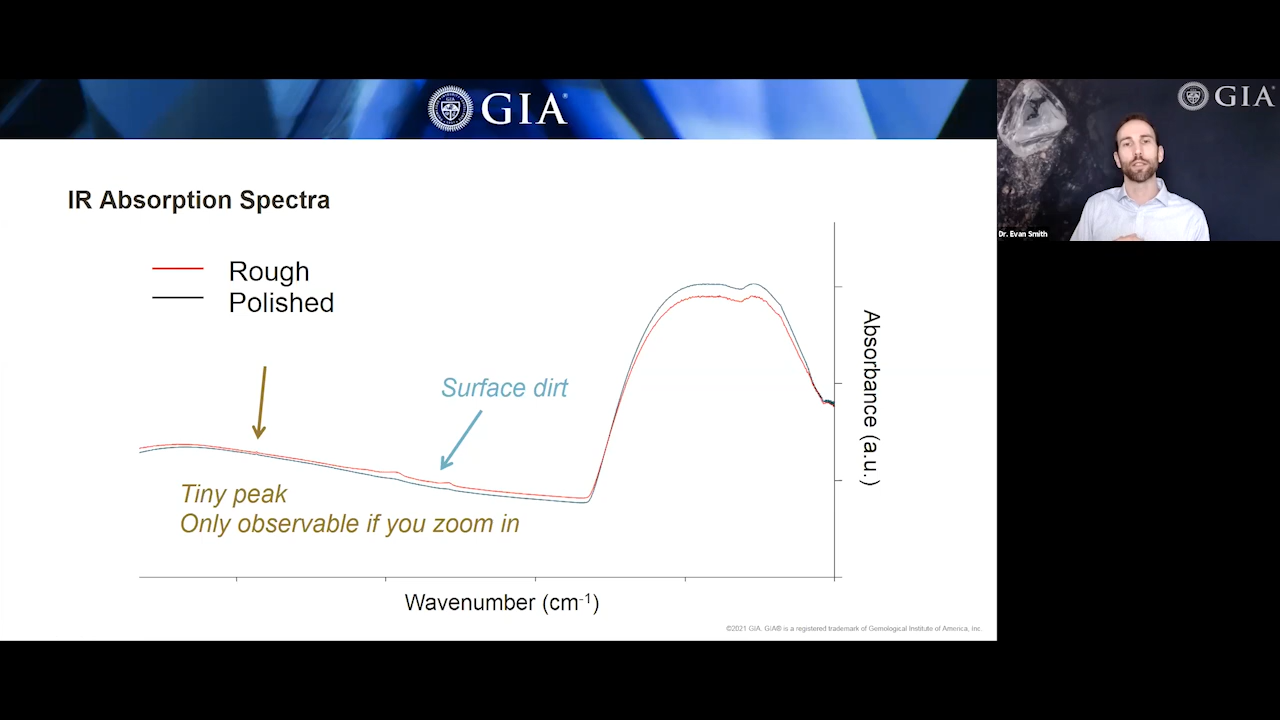 GIA
GIA
Dr. Evan Smith
IR Absorption Spectra
Rough
Polished
Surface dirt
Tiny peak
Only observable if you zoom in
Absorbance (a.u.)
Wavenumber (cm⁻¹)
©2021 GIA. GIA® is a registered trademark of Gemological Institute of America, Inc.